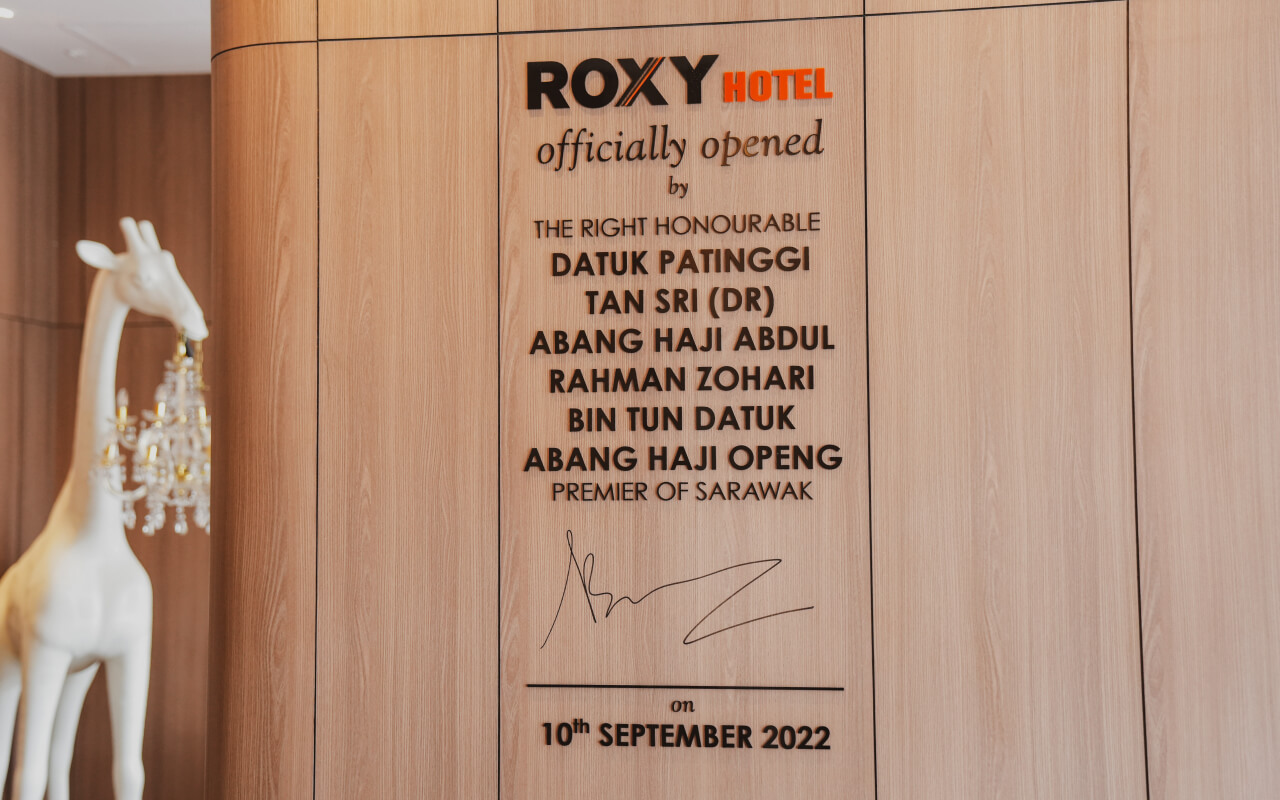 ROXY HOTEL
officially opened
by
THE RIGHT HONOURABLE
DATUK PATINGGI
TAN SRI (DR)
ABANG HAJI ABDUL
RAHMAN ZOHARI
BIN TUN DATUK
ABANG HAJI OPENG
PREMIER OF SARAWAK
on
10th SEPTEMBER 2022